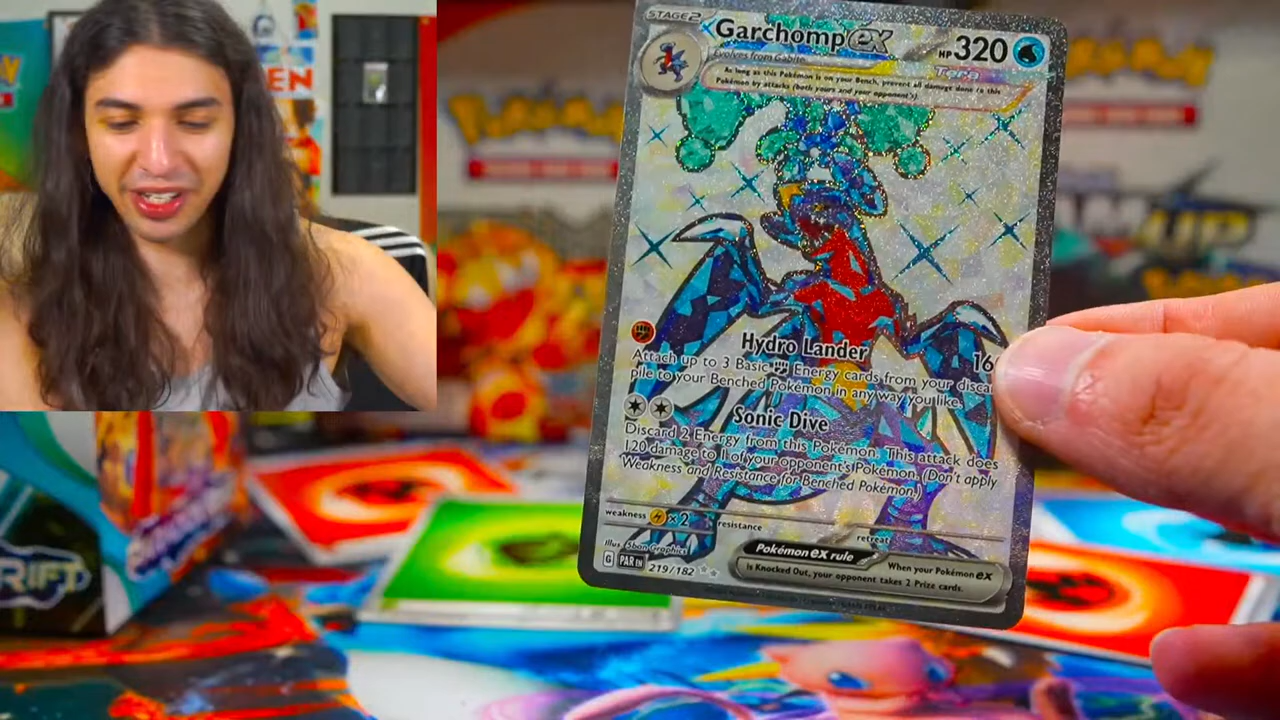 EN
STAGE2
Garchomp ex
HP 320
Evolves from Gabite
Tera
As long as this Pokémon is on your Bench, prevent all damage done to this
Pokémon by attacks (both yours and your opponent's).
Hydro Lander
16
Attach up to 3 Basic Energy cards from your discar
pile to your Benched Pokémon in any way you like.
Sonic Dive
Discard 2 Energy from this Pokémon. This attack does
120 damage to 1 of your opponent's Pokémon. (Don't apply
Weakness and Resistance for Benched Pokémon.)
weakness ×2 resistance
retreat
Illus. 5ban Graphics
G PAR EN 219/182
Pokémon ex rule
When your Pokémon ex
is Knocked Out, your opponent takes 2 Prize cards.
RIFT